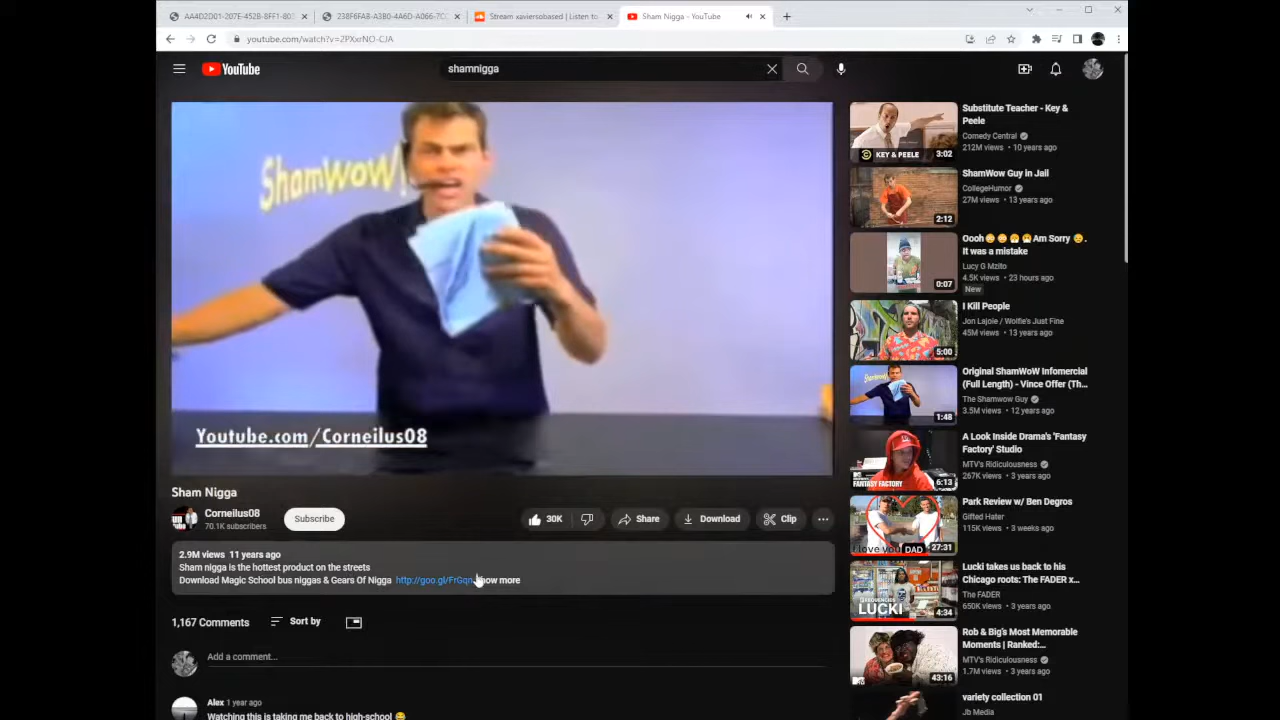 AA4D2D01-207E-452B-8FF1-801
238F6FA8-A3B0-4A6D-A066-7C
Stream xaviersobased | Listen to
Sham Nigga - YouTube
youtube.com/watch?v=2PXxrNO-CJA
YouTube
shamnigga
ShamWOW!
Youtube.com/Corneilus08
Sham Nigga
Corneilus08
70.1K subscribers
Subscribe
30K
Share
Download
Clip
2.9M views 11 years ago
Sham nigga is the hottest product on the streets
Download Magic School bus niggas & Gears Of Nigga http://goo.gl/FrGqn Show more
1,167 Comments
Sort by
Add a comment...
Alex 1 year ago
Watching this is taking me back to high-school 😂
KEY & PEELE
3:02
Substitute Teacher - Key &
Peele
Comedy Central
212M views • 10 years ago
2:12
ShamWow Guy in Jail
CollegeHumor
27M views • 13 years ago
0:07
Oooh😳😳😤😤Am Sorry 😔.
It was a mistake
Lucy G Mzito
4.5K views • 23 hours ago
New
5:00
I Kill People
Jon Lajoie / Wolfie's Just Fine
45M views • 13 years ago
1:48
Original ShamWoW Infomercial
(Full Length) - Vince Offer (Th...
The Shamwow Guy
3.5M views • 12 years ago
FANTASY FACTORY
6:13
A Look Inside Drama's 'Fantasy
Factory' Studio
MTV's Ridiculousness
267K views • 3 years ago
I love you DAD
27:31
Park Review w/ Ben Degros
Gifted Hater
115K views • 3 weeks ago
LUCKI
4:34
Lucki takes us back to his
Chicago roots: The FADER x...
The FADER
650K views • 3 years ago
43:16
Rob & Big's Most Memorable
Moments | Ranked:...
MTV's Ridiculousness
1.7M views • 3 years ago
variety collection 01
Jb Media